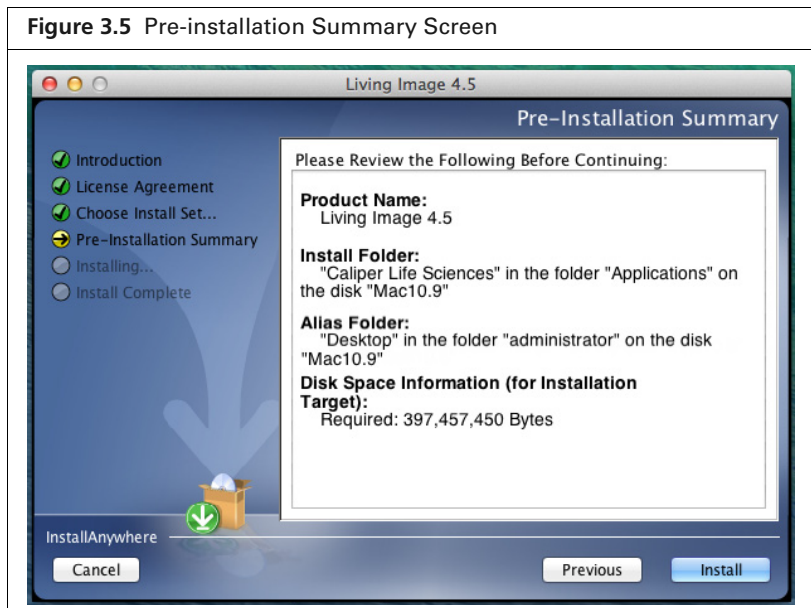 Figure 3.5 Pre-installation Summary Screen
Living Image 4.5
Pre-Installation Summary
Introduction
License Agreement
Choose Install Set...
Pre-Installation Summary
Installing...
Install Complete
Please Review the Following Before Continuing:
Product Name:
Living Image 4.5
Install Folder:
"Caliper Life Sciences" in the folder "Applications" on
the disk "Mac10.9"
Alias Folder:
"Desktop" in the folder "administrator" on the disk
"Mac10.9"
Disk Space Information (for Installation
Target):
Required: 397,457,450 Bytes
InstallAnywhere
Cancel
Previous
Install